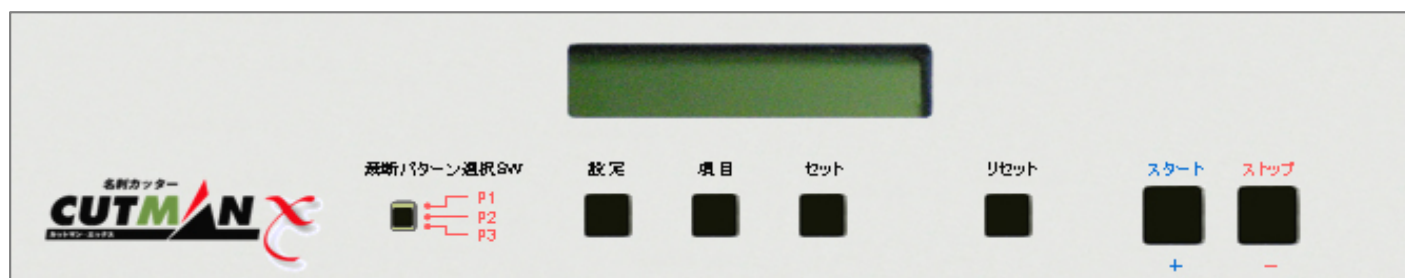 裁断パターン選択SW
設定
項目
セット
リセット
スタート
ストップ
名刺カッター
CUTMAN X
カットマン・エックス
P1
P2
P3
+
−